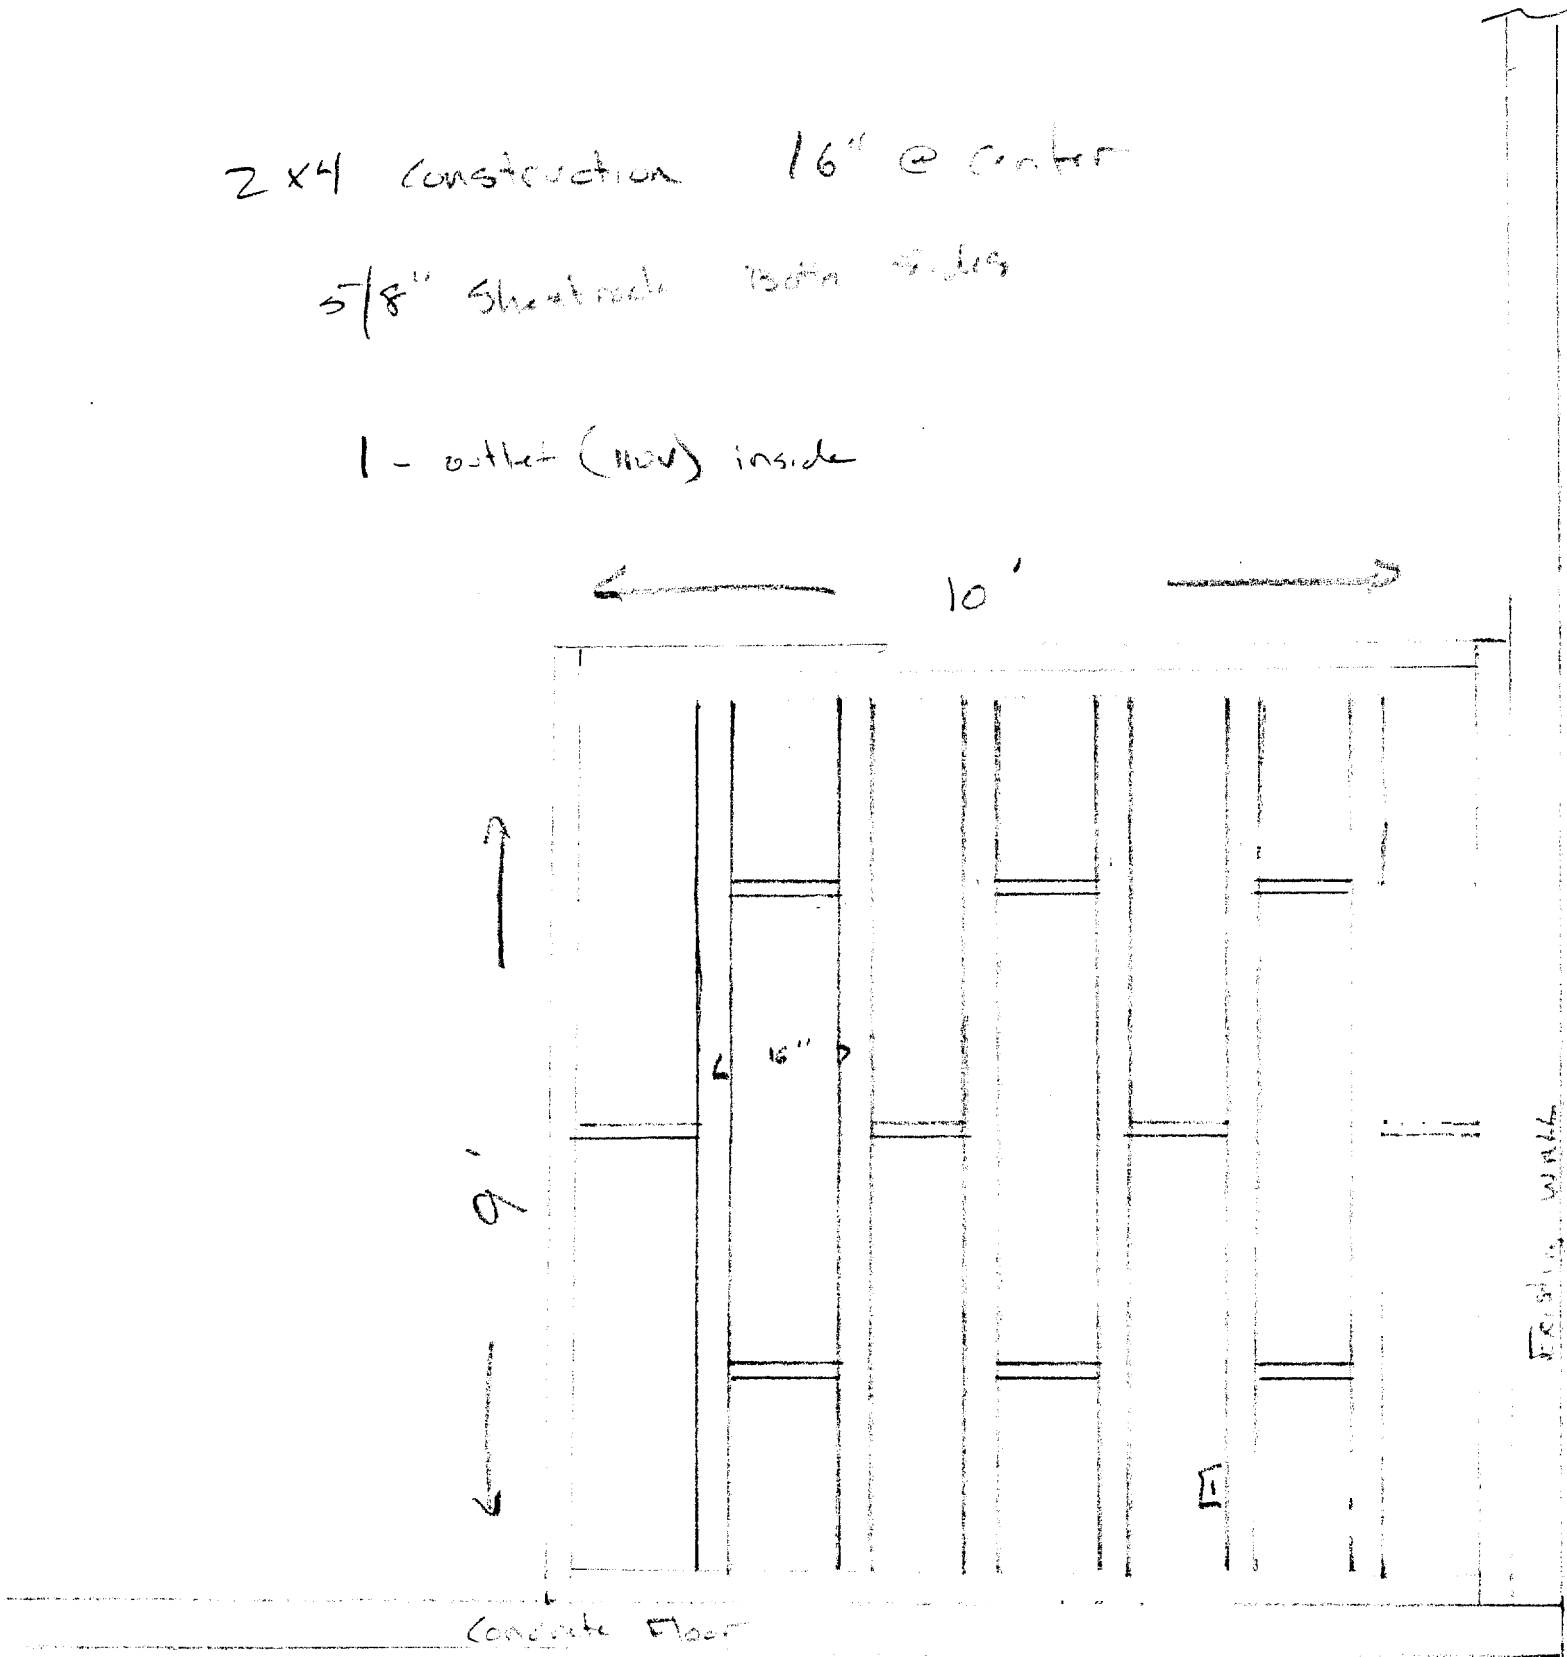 2x4 construction 16" @ center
5/8" Sheetrock Both sides
1 - outlet (110V) inside
10'
16"
9'
Existing WALL
Concrete Floor